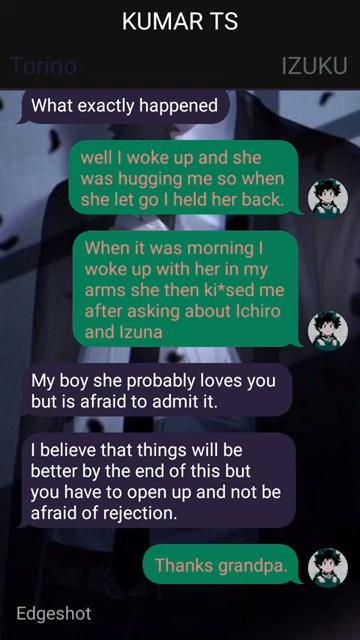 KUMAR TS
Torino
IZUKU
What exactly happened
well I woke up and she
was hugging me so when
she let go I held her back.
When it was morning I
woke up with her in my
arms she then ki*sed me
after asking about Ichiro
and Izuna
My boy she probably loves you
but is afraid to admit it.
I believe that things will be
better by the end of this but
you have to open up and not be
afraid of rejection.
Thanks grandpa.
Edgeshot